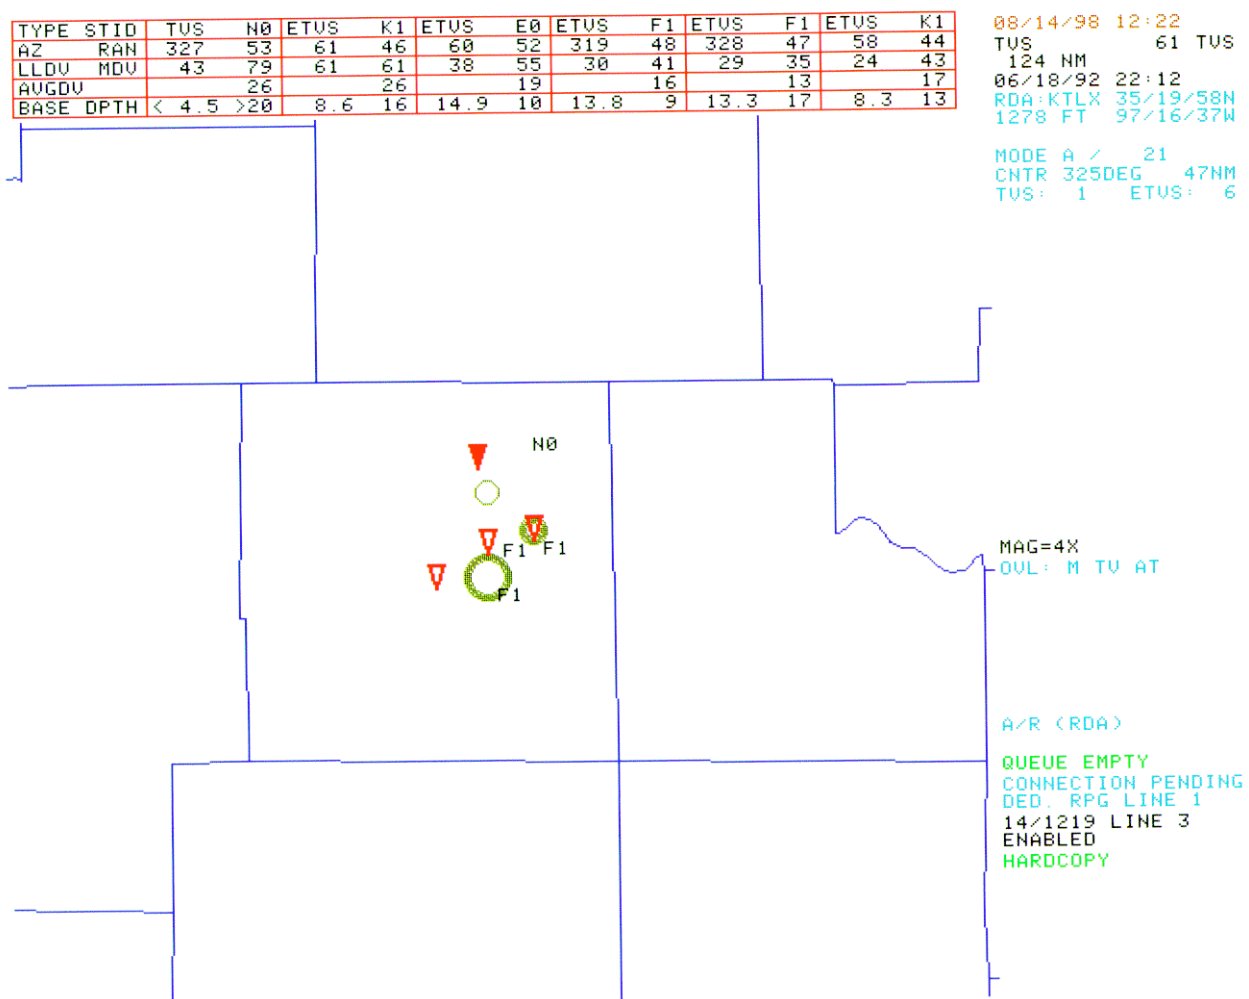 TYPE STID TVS N0 ETVS K1 ETVS E0 ETVS F1 ETVS F1 ETVS K1
AZ RAN 327 53 61 46 60 52 319 48 328 47 58 44
LLDV MDV 43 79 61 61 38 55 30 41 29 35 24 43
AVGDV 26 26 19 16 13 17
BASE DPTH < 4.5 >20 8.6 16 14.9 10 13.8 9 13.3 17 8.3 13
08/14/98 12:22
TVS 61 TVS
124 NM
06/18/92 22:12
RDA:KTLX 35/19/58N
1278 FT 97/16/37W
MODE A / 21
CNTR 325DEG 47NM
TVS: 1 ETVS: 6
N0
F1 F1
F1
MAG=4X
OVL: M TV AT
A/R (RDA)
QUEUE EMPTY
CONNECTION PENDING
DED. RPG LINE 1
14/1219 LINE 3
ENABLED
HARDCOPY